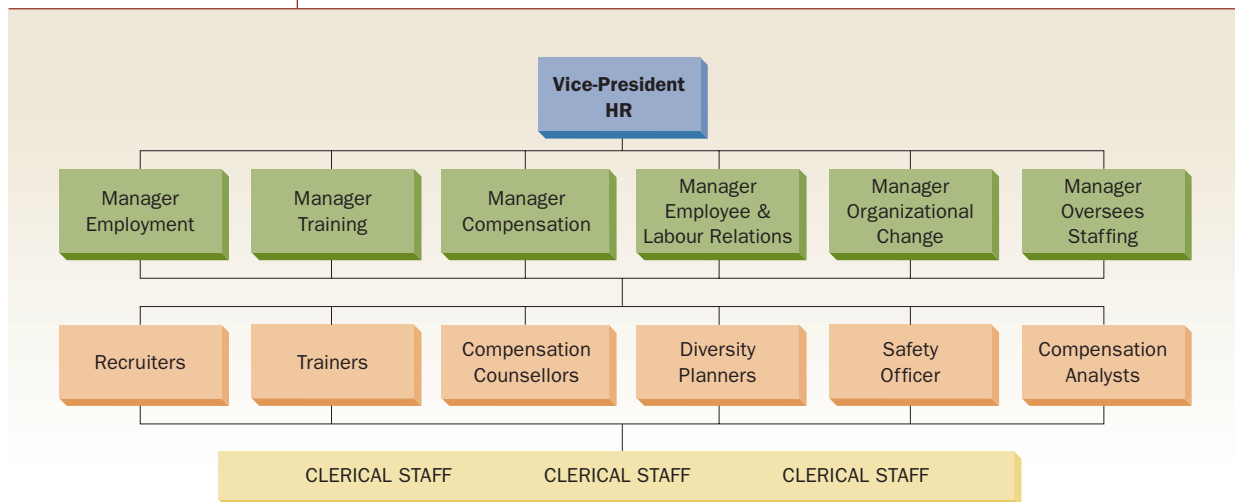 Vice-President
HR
Manager
Employment
Manager
Training
Manager
Compensation
Manager
Employee &
Labour Relations
Manager
Organizational
Change
Manager
Oversees
Staffing
Recruiters
Trainers
Compensation
Counsellors
Diversity
Planners
Safety
Officer
Compensation
Analysts
CLERICAL STAFF CLERICAL STAFF CLERICAL STAFF